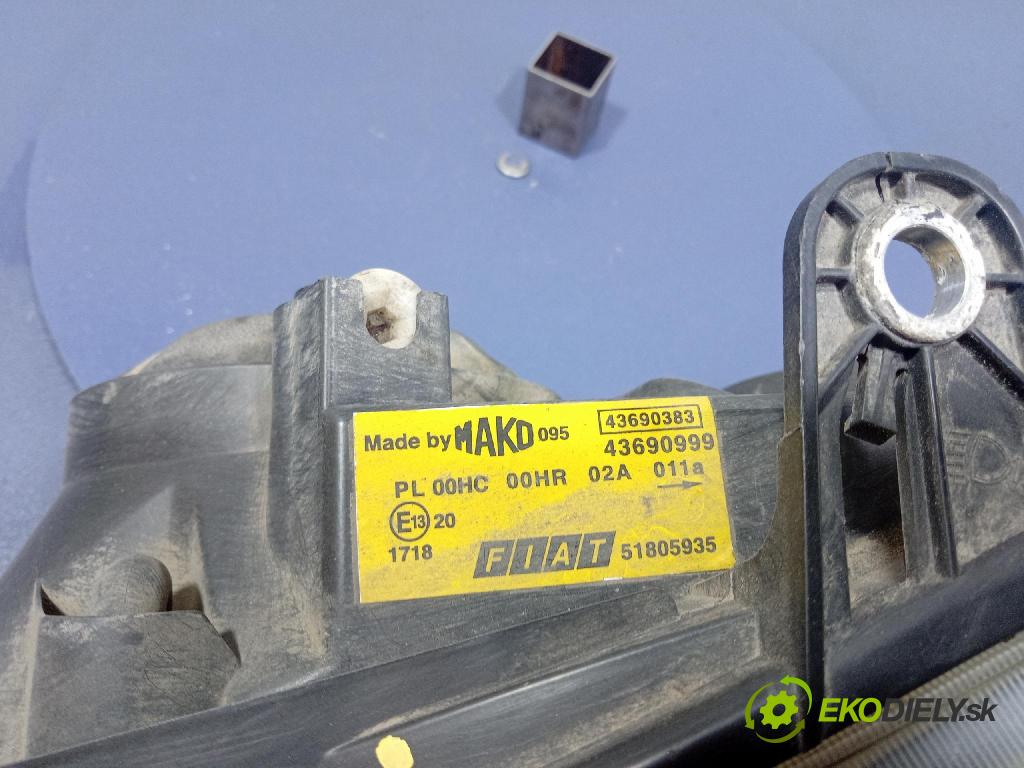 Made by MAKO 095 43690383
43690999
PL 00HC 00HR 02A 011a
E13 20
1718 FIAT 51805935
EKODIELY.sk